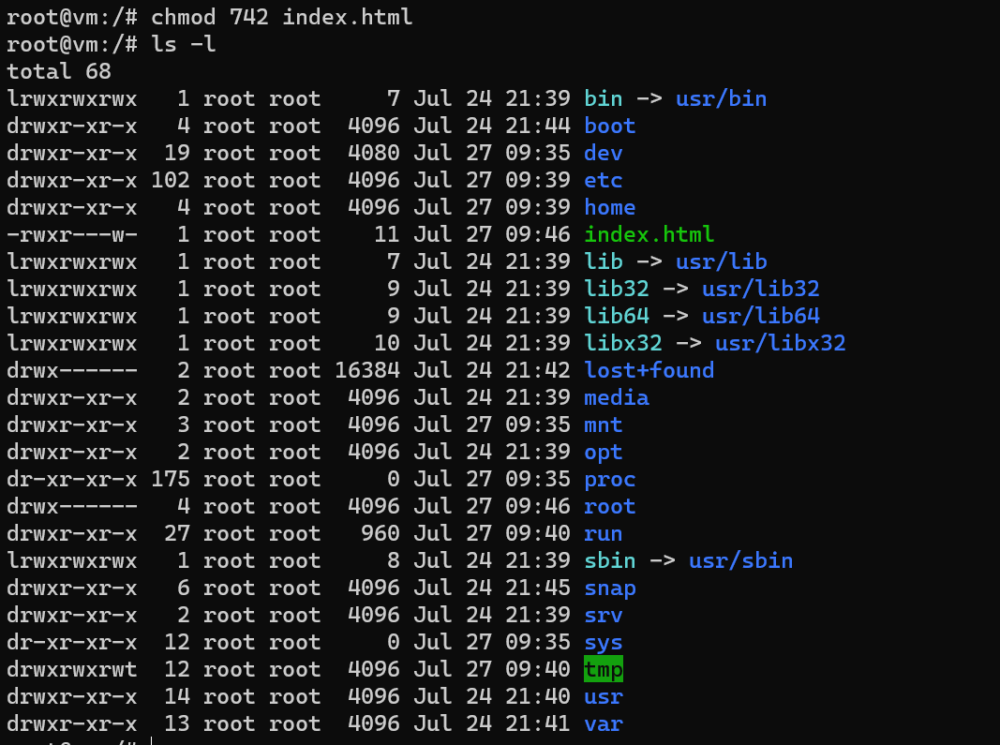 root@vm:/# chmod 742 index.html
root@vm:/# ls -l
total 68
lrwxrwxrwx   1 root root     7 Jul 24 21:39 bin -> usr/bin
drwxr-xr-x   4 root root  4096 Jul 24 21:44 boot
drwxr-xr-x  19 root root  4080 Jul 27 09:35 dev
drwxr-xr-x 102 root root  4096 Jul 27 09:39 etc
drwxr-xr-x   4 root root  4096 Jul 27 09:39 home
-rwxr---w-   1 root root    11 Jul 27 09:46 index.html
lrwxrwxrwx   1 root root     7 Jul 24 21:39 lib -> usr/lib
lrwxrwxrwx   1 root root     9 Jul 24 21:39 lib32 -> usr/lib32
lrwxrwxrwx   1 root root     9 Jul 24 21:39 lib64 -> usr/lib64
lrwxrwxrwx   1 root root    10 Jul 24 21:39 libx32 -> usr/libx32
drwx------   2 root root 16384 Jul 24 21:42 lost+found
drwxr-xr-x   2 root root  4096 Jul 24 21:39 media
drwxr-xr-x   3 root root  4096 Jul 27 09:35 mnt
drwxr-xr-x   2 root root  4096 Jul 24 21:39 opt
dr-xr-xr-x 175 root root     0 Jul 27 09:35 proc
drwx------   4 root root  4096 Jul 27 09:46 root
drwxr-xr-x  27 root root   960 Jul 27 09:40 run
lrwxrwxrwx   1 root root     8 Jul 24 21:39 sbin -> usr/sbin
drwxr-xr-x   6 root root  4096 Jul 24 21:45 snap
drwxr-xr-x   2 root root  4096 Jul 24 21:39 srv
dr-xr-xr-x  12 root root     0 Jul 27 09:35 sys
drwxrwxrwt  12 root root  4096 Jul 27 09:40 tmp
drwxr-xr-x  14 root root  4096 Jul 24 21:40 usr
drwxr-xr-x  13 root root  4096 Jul 24 21:41 var